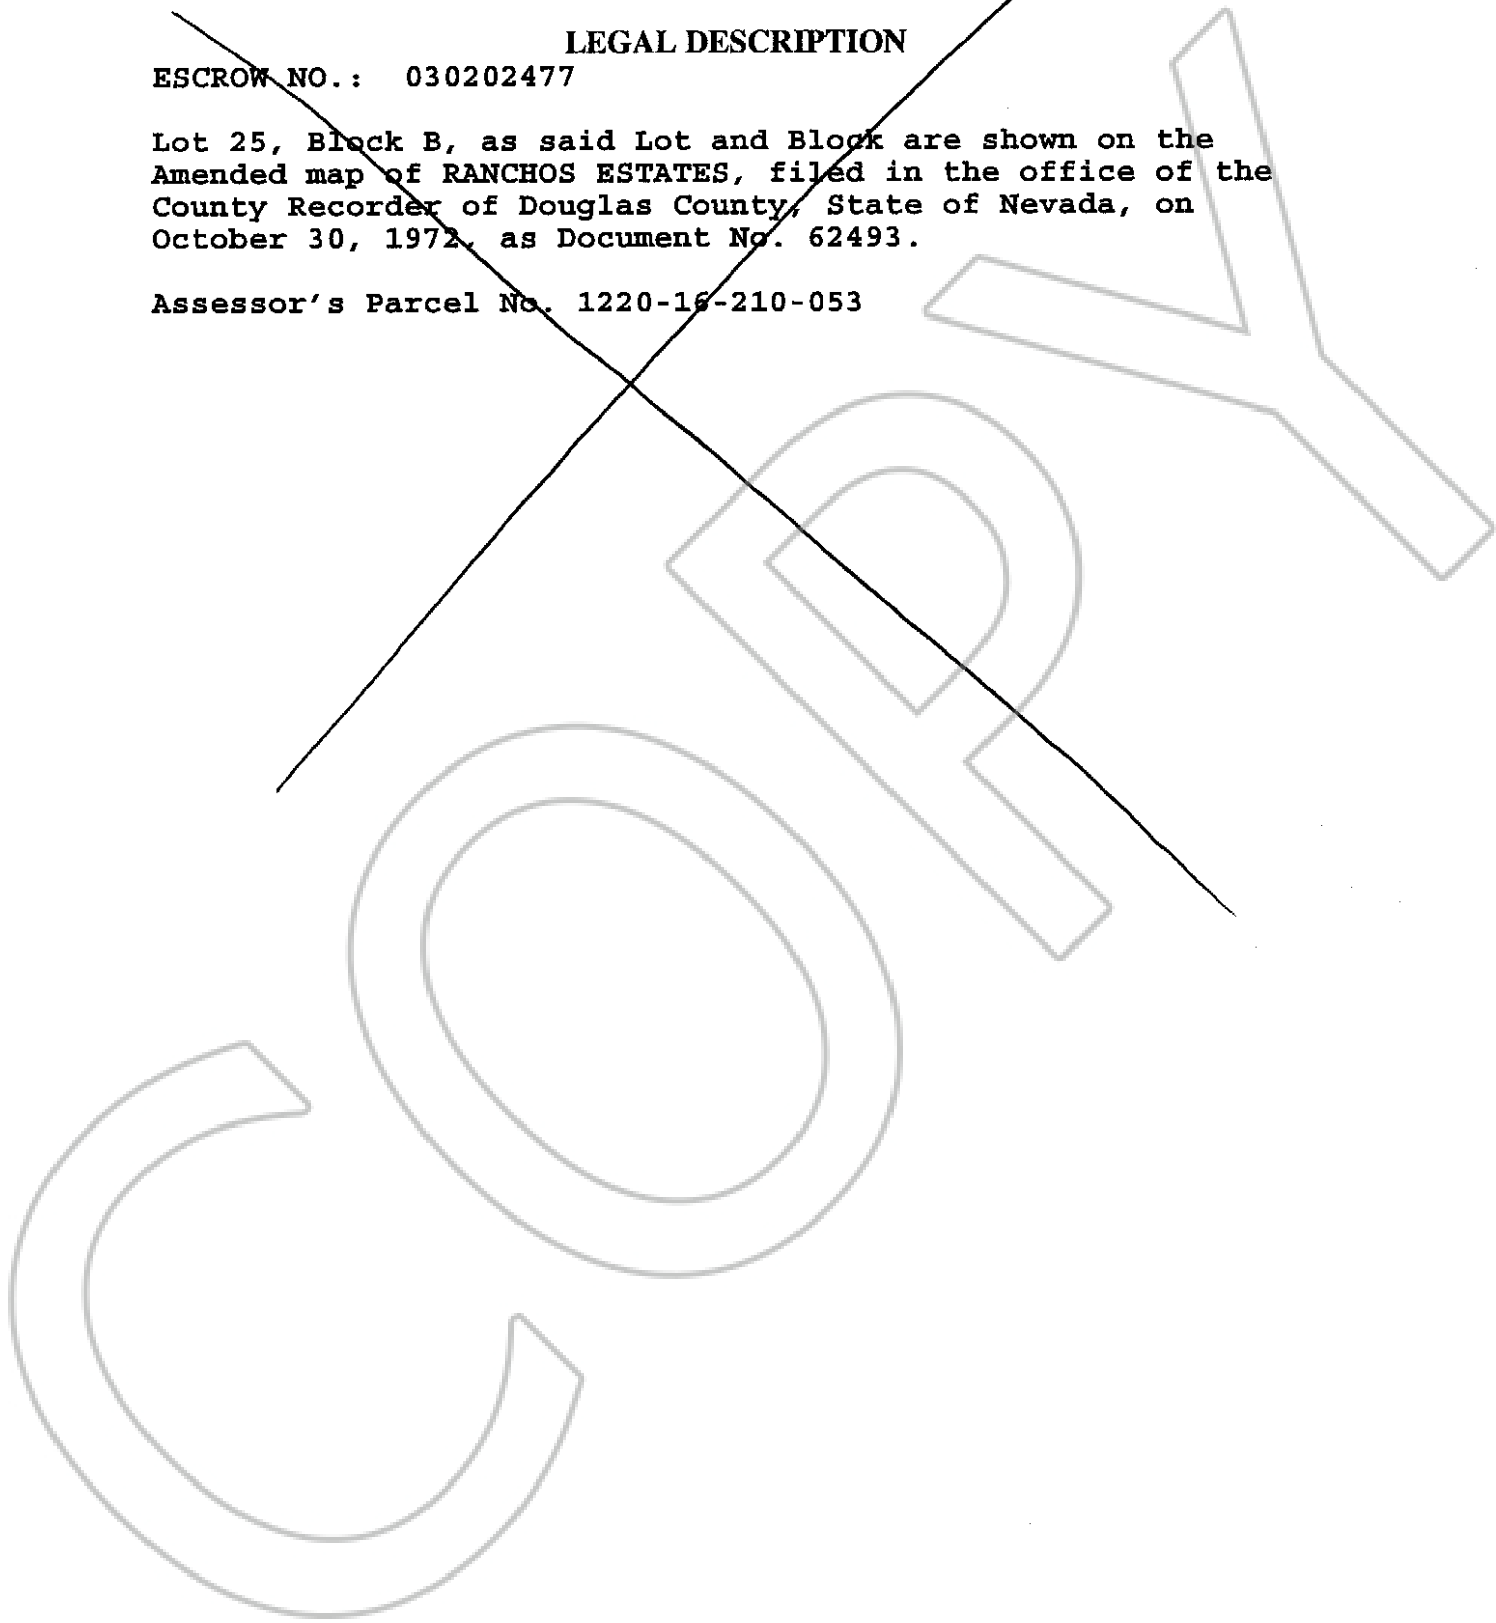 LEGAL DESCRIPTION
ESCROW NO.: 030202477
Lot 25, Block B, as said Lot and Block are shown on the
Amended map of RANCHOS ESTATES, filed in the office of the
County Recorder of Douglas County, State of Nevada, on
October 30, 1972, as Document No. 62493.
Assessor's Parcel No. 1220-16-210-053
COPY